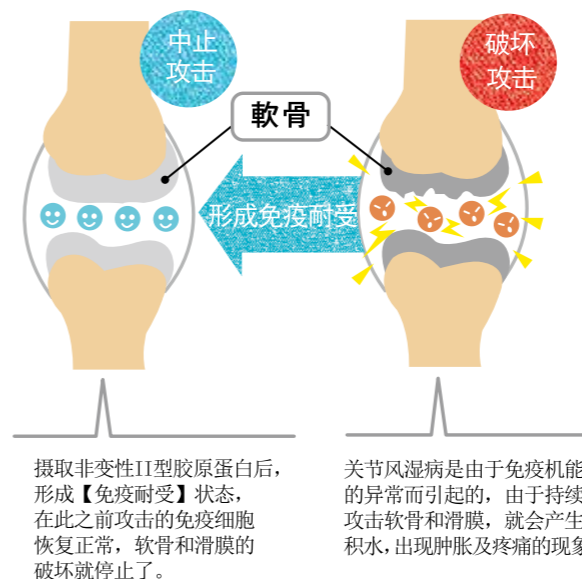 中止
攻击
破坏
攻击
軟骨
形成免疫耐受
摄取非变性II型胶原蛋白后，
形成【免疫耐受】状态，
在此之前攻击的免疫细胞
恢复正常，软骨和滑膜的
破坏就停止了。
关节风湿病是由于免疫机能
的异常而引起的，由于持续
攻击软骨和滑膜，就会产生
积水，出现肿胀及疼痛的现象